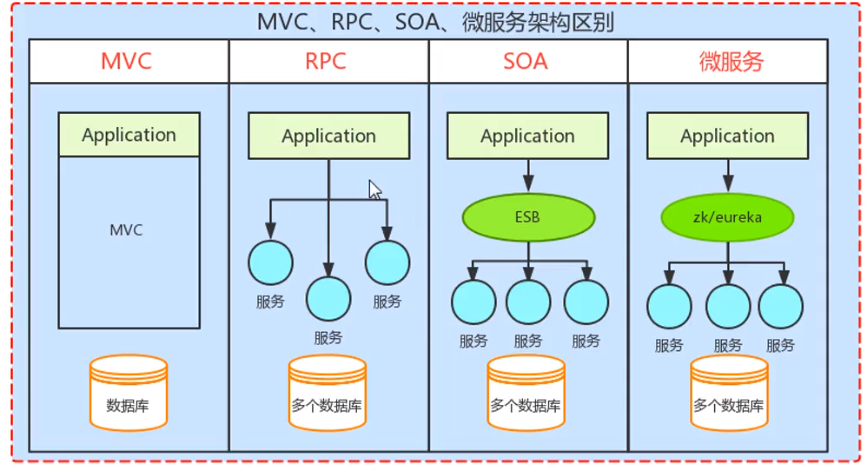 MVC、RPC、SOA、微服务架构区别
MVC
RPC
SOA
微服务
Application
Application
Application
Application
MVC
ESB
zk/eureka
服务
服务
服务
服务
服务
服务
服务
服务
服务
数据库
多个数据库
多个数据库
多个数据库